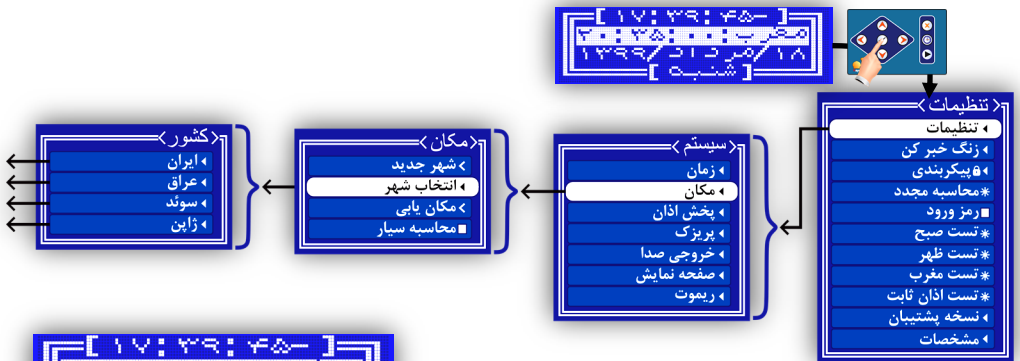 [ ۱۷:۳۹:۴۵- ]
مغرب:۲۰:۳۵:۰۰
۱۸/مرداد/۱۳۹۹
[ شنبه ]
< تنظیمات >
تنظیمات
زنگ خبر کن
پیکربندی
*محاسبه مجدد
رمز ورود
*تست صبح
*تست ظهر
*تست مغرب
*تست اذان ثابت
نسخه پشتیبان
مشخصات
< سیستم >
زمان
مکان
پخش اذان
پریزک
خروجی صدا
صفحه نمایش
ریموت
< مکان >
شهر جدید
انتخاب شهر
مکان یابی
محاسبه سیار
< کشور >
ایران
عراق
سوئد
ژاپن
[ ۱۷:۳۹:۴۵- ]